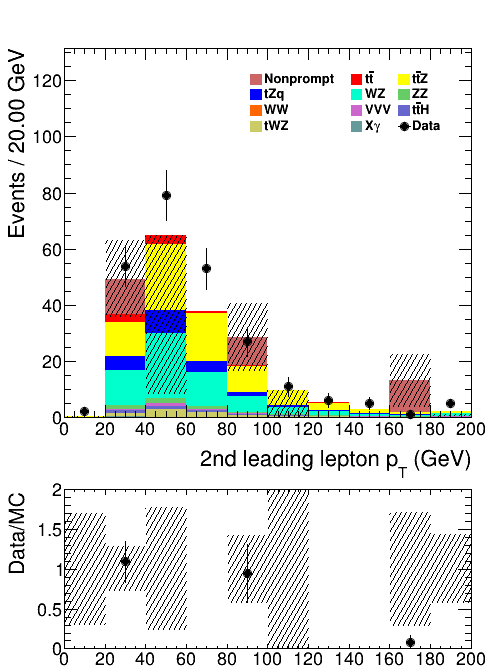 Events / 20.00 GeV
120
100
80
60
40
20
0
Nonprompt tt̄ tt̄Z
tZq WZ ZZ
WW VVV tt̄H
tWZ Xγ Data
0 20 40 60 80 100 120 140 160 180 200
2nd leading lepton p_T (GeV)
Data/MC
2
1.5
1
0.5
0
0 20 40 60 80 100 120 140 160 180 200